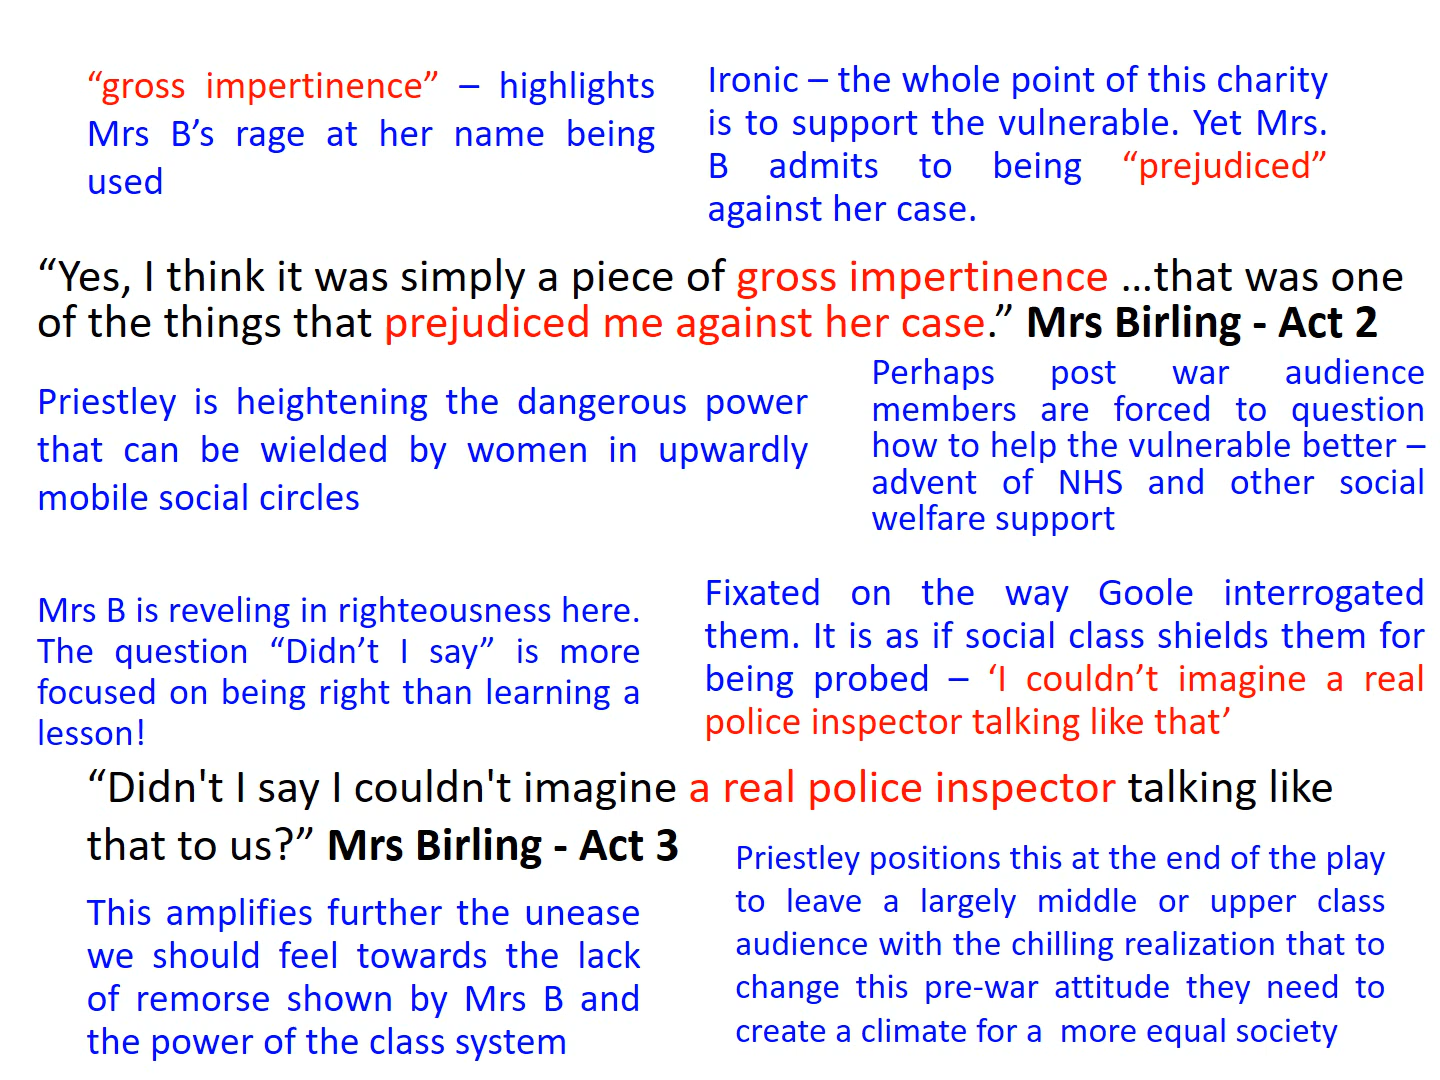 “gross impertinence” – highlights
Mrs B’s rage at her name being
used
Ironic – the whole point of this charity
is to support the vulnerable. Yet Mrs.
B admits to being “prejudiced”
against her case.
“Yes, I think it was simply a piece of gross impertinence …that was one
of the things that prejudiced me against her case.” Mrs Birling - Act 2
Priestley is heightening the dangerous power
that can be wielded by women in upwardly
mobile social circles
Perhaps post war audience
members are forced to question
how to help the vulnerable better –
advent of NHS and other social
welfare support
Mrs B is reveling in righteousness here.
The question “Didn’t I say” is more
focused on being right than learning a
lesson!
Fixated on the way Goole interrogated
them. It is as if social class shields them for
being probed – ‘I couldn’t imagine a real
police inspector talking like that’
“Didn't I say I couldn't imagine a real police inspector talking like
that to us?” Mrs Birling - Act 3
This amplifies further the unease
we should feel towards the lack
of remorse shown by Mrs B and
the power of the class system
Priestley positions this at the end of the play
to leave a largely middle or upper class
audience with the chilling realization that to
change this pre-war attitude they need to
create a climate for a more equal society